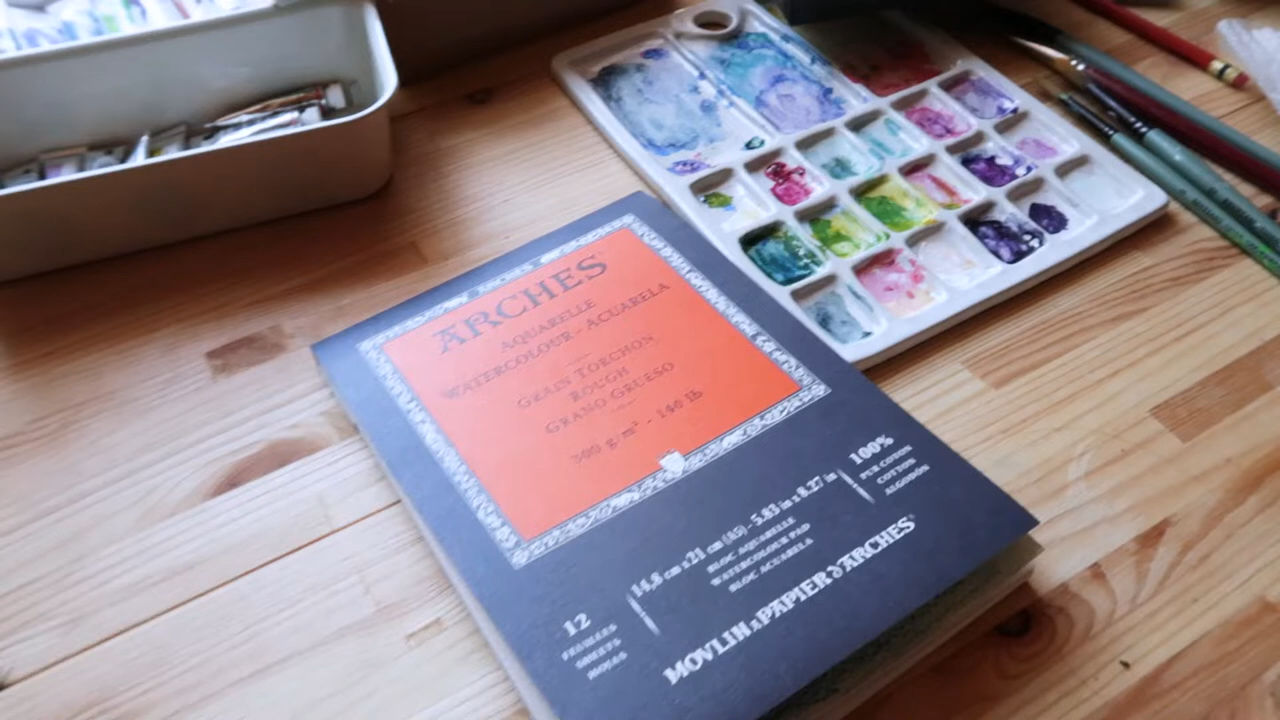 ARCHES
ARCHES
AQUARELLE
WATERCOLOUR - ACUARELA
GRAIN TORCHON
ROUGH
GRANO GRUESO
300 g/m² - 140 lb
12
FEUILLES
SHEETS
HOJAS
14,8 cm x 21 cm (A5) - 5.83 in x 8.27 in
BLOC AQUARELLE
WATERCOLOUR PAD
BLOC ACUARELA
100%
PUR COTON
COTTON
ALGODÓN
MOVLIN À PAPIER D'ARCHES®